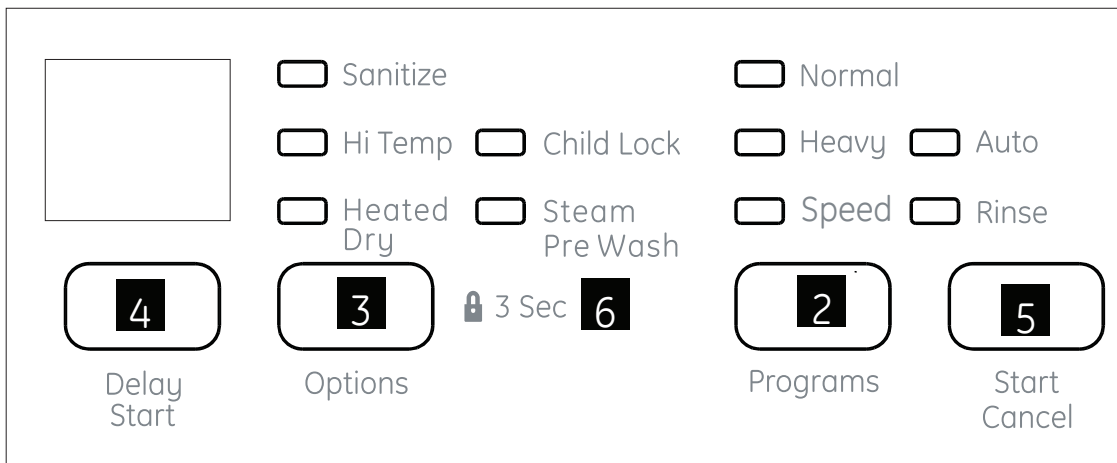 Sanitize
Normal
Hi Temp
Child Lock
Heavy
Auto
Heated
Dry
Steam
Pre Wash
Speed
Rinse
4
3
3 Sec
6
2
5
Delay
Start
Options
Programs
Start
Cancel